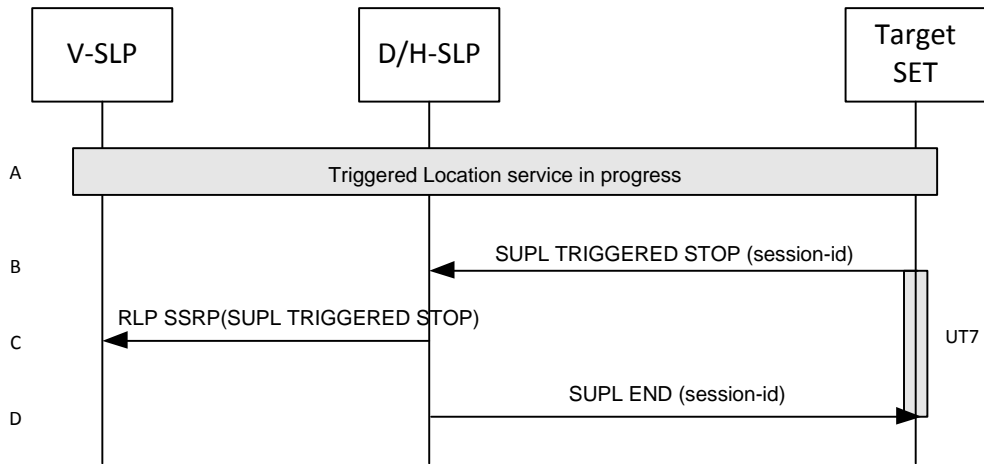 V-SLP
D/H-SLP
Target
SET
A
Triggered Location service in progress
B
SUPL TRIGGERED STOP (session-id)
C
RLP SSRP(SUPL TRIGGERED STOP)
UT7
D
SUPL END (session-id)